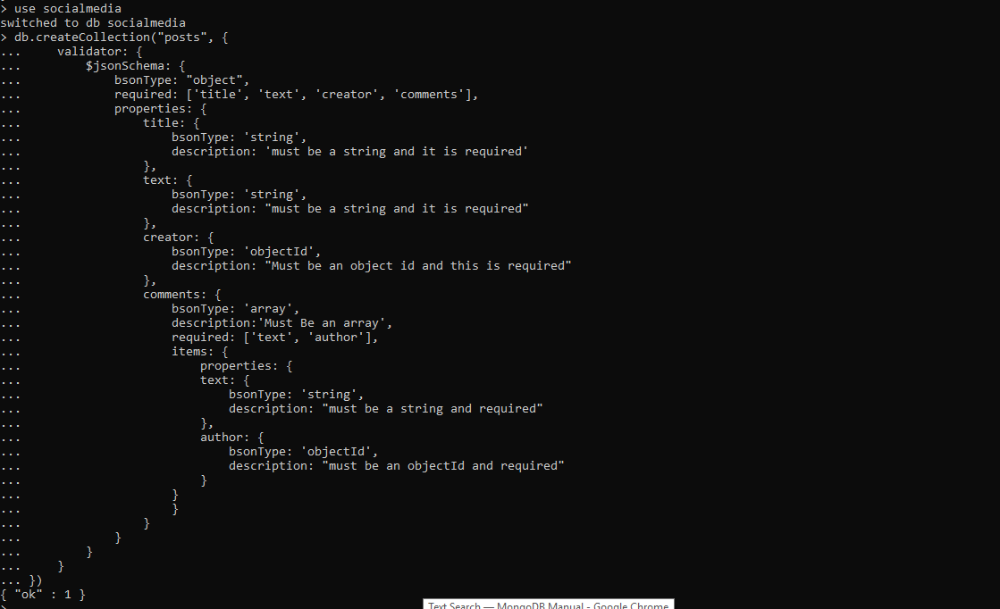 > use socialmedia
switched to db socialmedia
> db.createCollection("posts", {
...     validator: {
...         $jsonSchema: {
...             bsonType: "object",
...             required: ['title', 'text', 'creator', 'comments'],
...             properties: {
...                 title: {
...                     bsonType: 'string',
...                     description: 'must be a string and it is required'
...                 },
...                 text: {
...                     bsonType: 'string',
...                     description: "must be a string and it is required"
...                 },
...                 creator: {
...                     bsonType: 'objectId',
...                     description: "Must be an object id and this is required"
...                 },
...                 comments: {
...                     bsonType: 'array',
...                     description:'Must Be an array',
...                     required: ['text', 'author'],
...                     items: {
...                         properties: {
...                         text: {
...                             bsonType: 'string',
...                             description: "must be a string and required"
...                         },
...                         author: {
...                             bsonType: 'objectId',
...                             description: "must be an objectId and required"
...                         }
...                     }
...                     }
...                 }
...             }
...         }
...     }
... })
{ "ok" : 1 }
>
Text Search — MongoDB Manual - Google Chrome